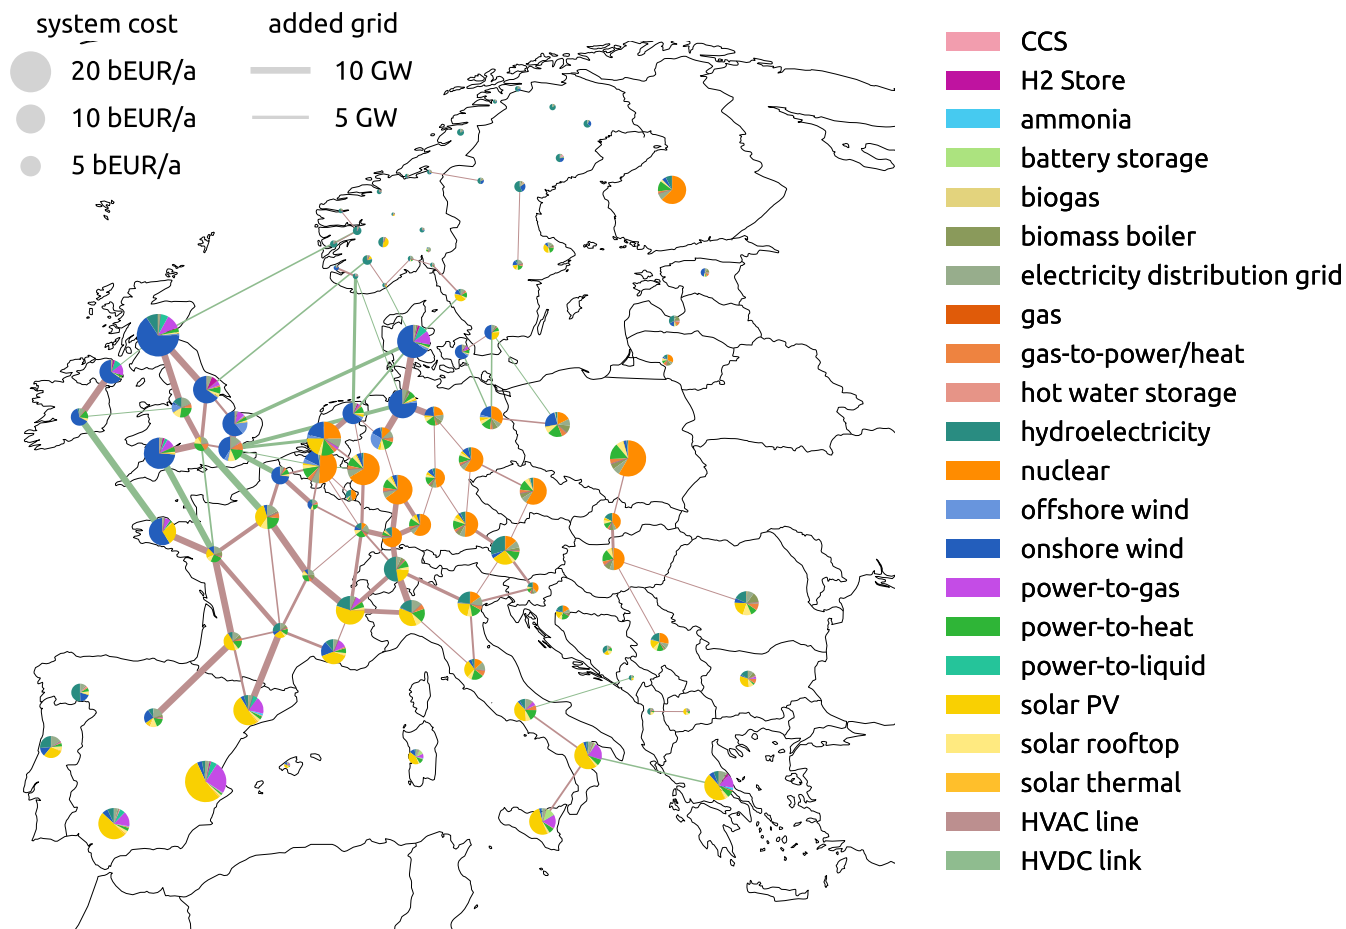 system cost
20 bEUR/a
10 bEUR/a
5 bEUR/a
added grid
10 GW
5 GW
CCS
H2 Store
ammonia
battery storage
biogas
biomass boiler
electricity distribution grid
gas
gas-to-power/heat
hot water storage
hydroelectricity
nuclear
offshore wind
onshore wind
power-to-gas
power-to-heat
power-to-liquid
solar PV
solar rooftop
solar thermal
HVAC line
HVDC link